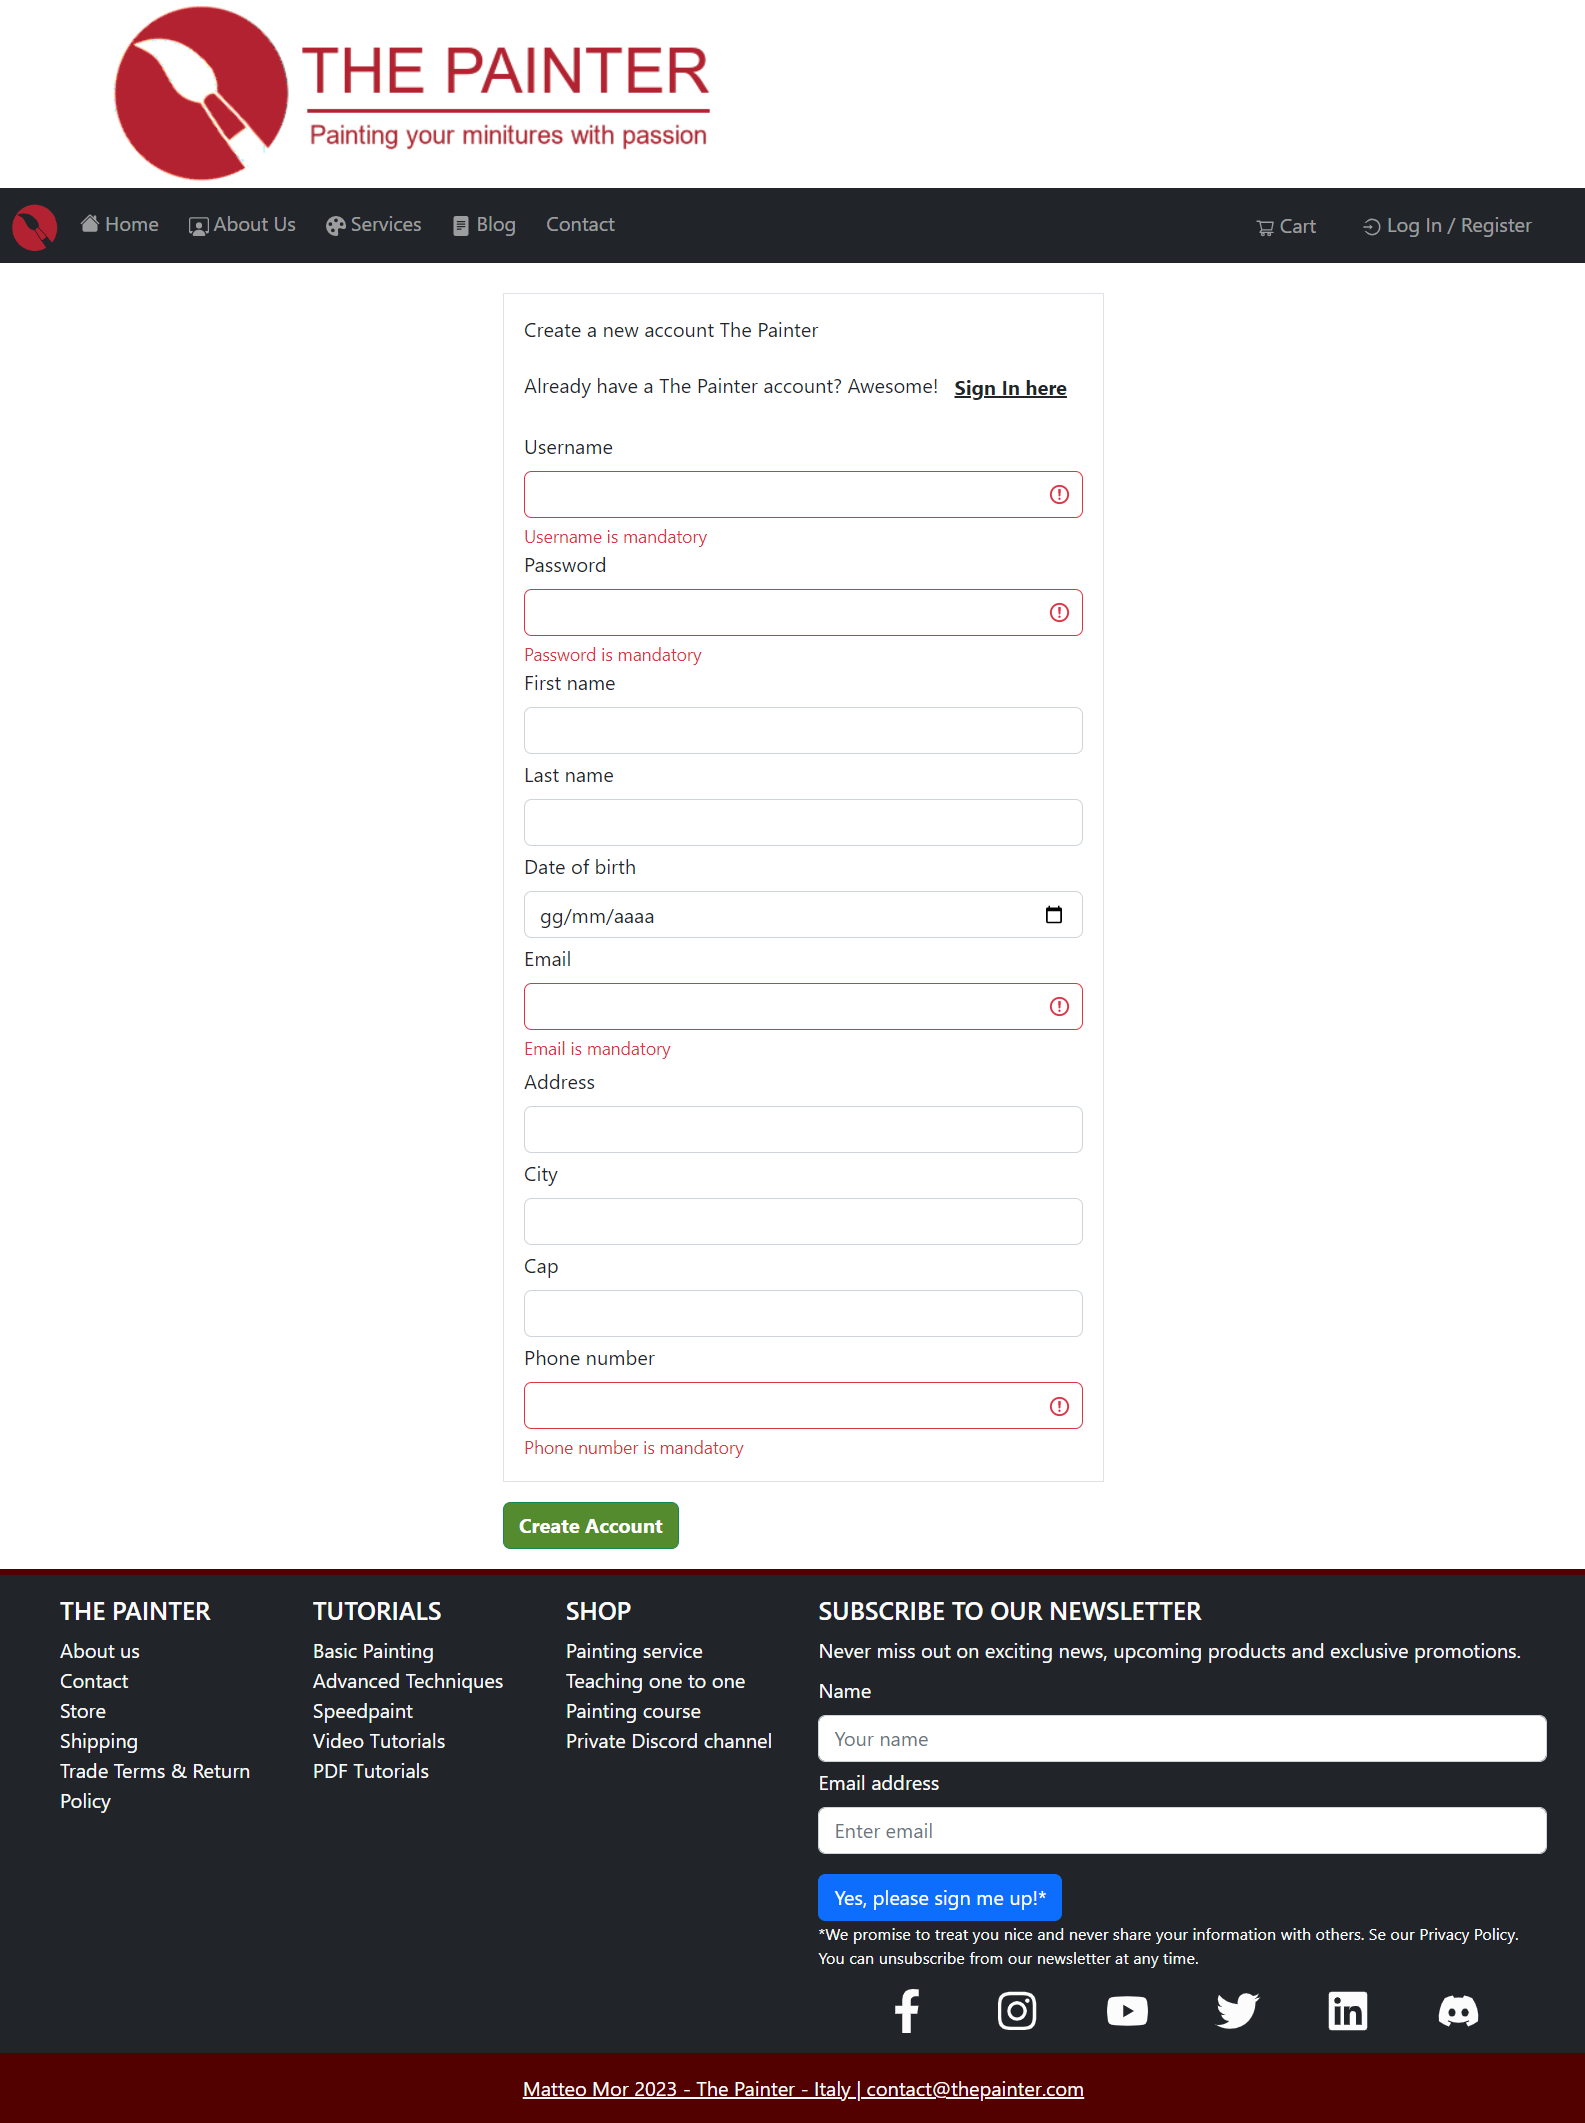 THE PAINTER
Painting your minitures with passion
Home About Us Services Blog Contact Cart Log In / Register
Create a new account The Painter
Already have a The Painter account? Awesome! Sign In here
Username
Username is mandatory
Password
Password is mandatory
First name
Last name
Date of birth
gg/mm/aaaa
Email
Email is mandatory
Address
City
Cap
Phone number
Phone number is mandatory
Create Account
THE PAINTER
About us
Contact
Store
Shipping
Trade Terms & Return
Policy
TUTORIALS
Basic Painting
Advanced Techniques
Speedpaint
Video Tutorials
PDF Tutorials
SHOP
Painting service
Teaching one to one
Painting course
Private Discord channel
SUBSCRIBE TO OUR NEWSLETTER
Never miss out on exciting news, upcoming products and exclusive promotions.
Name
Your name
Email address
Enter email
Yes, please sign me up!*
*We promise to treat you nice and never share your information with others. Se our Privacy Policy.
You can unsubscribe from our newsletter at any time.
Matteo Mor 2023 - The Painter - Italy | contact@thepainter.com